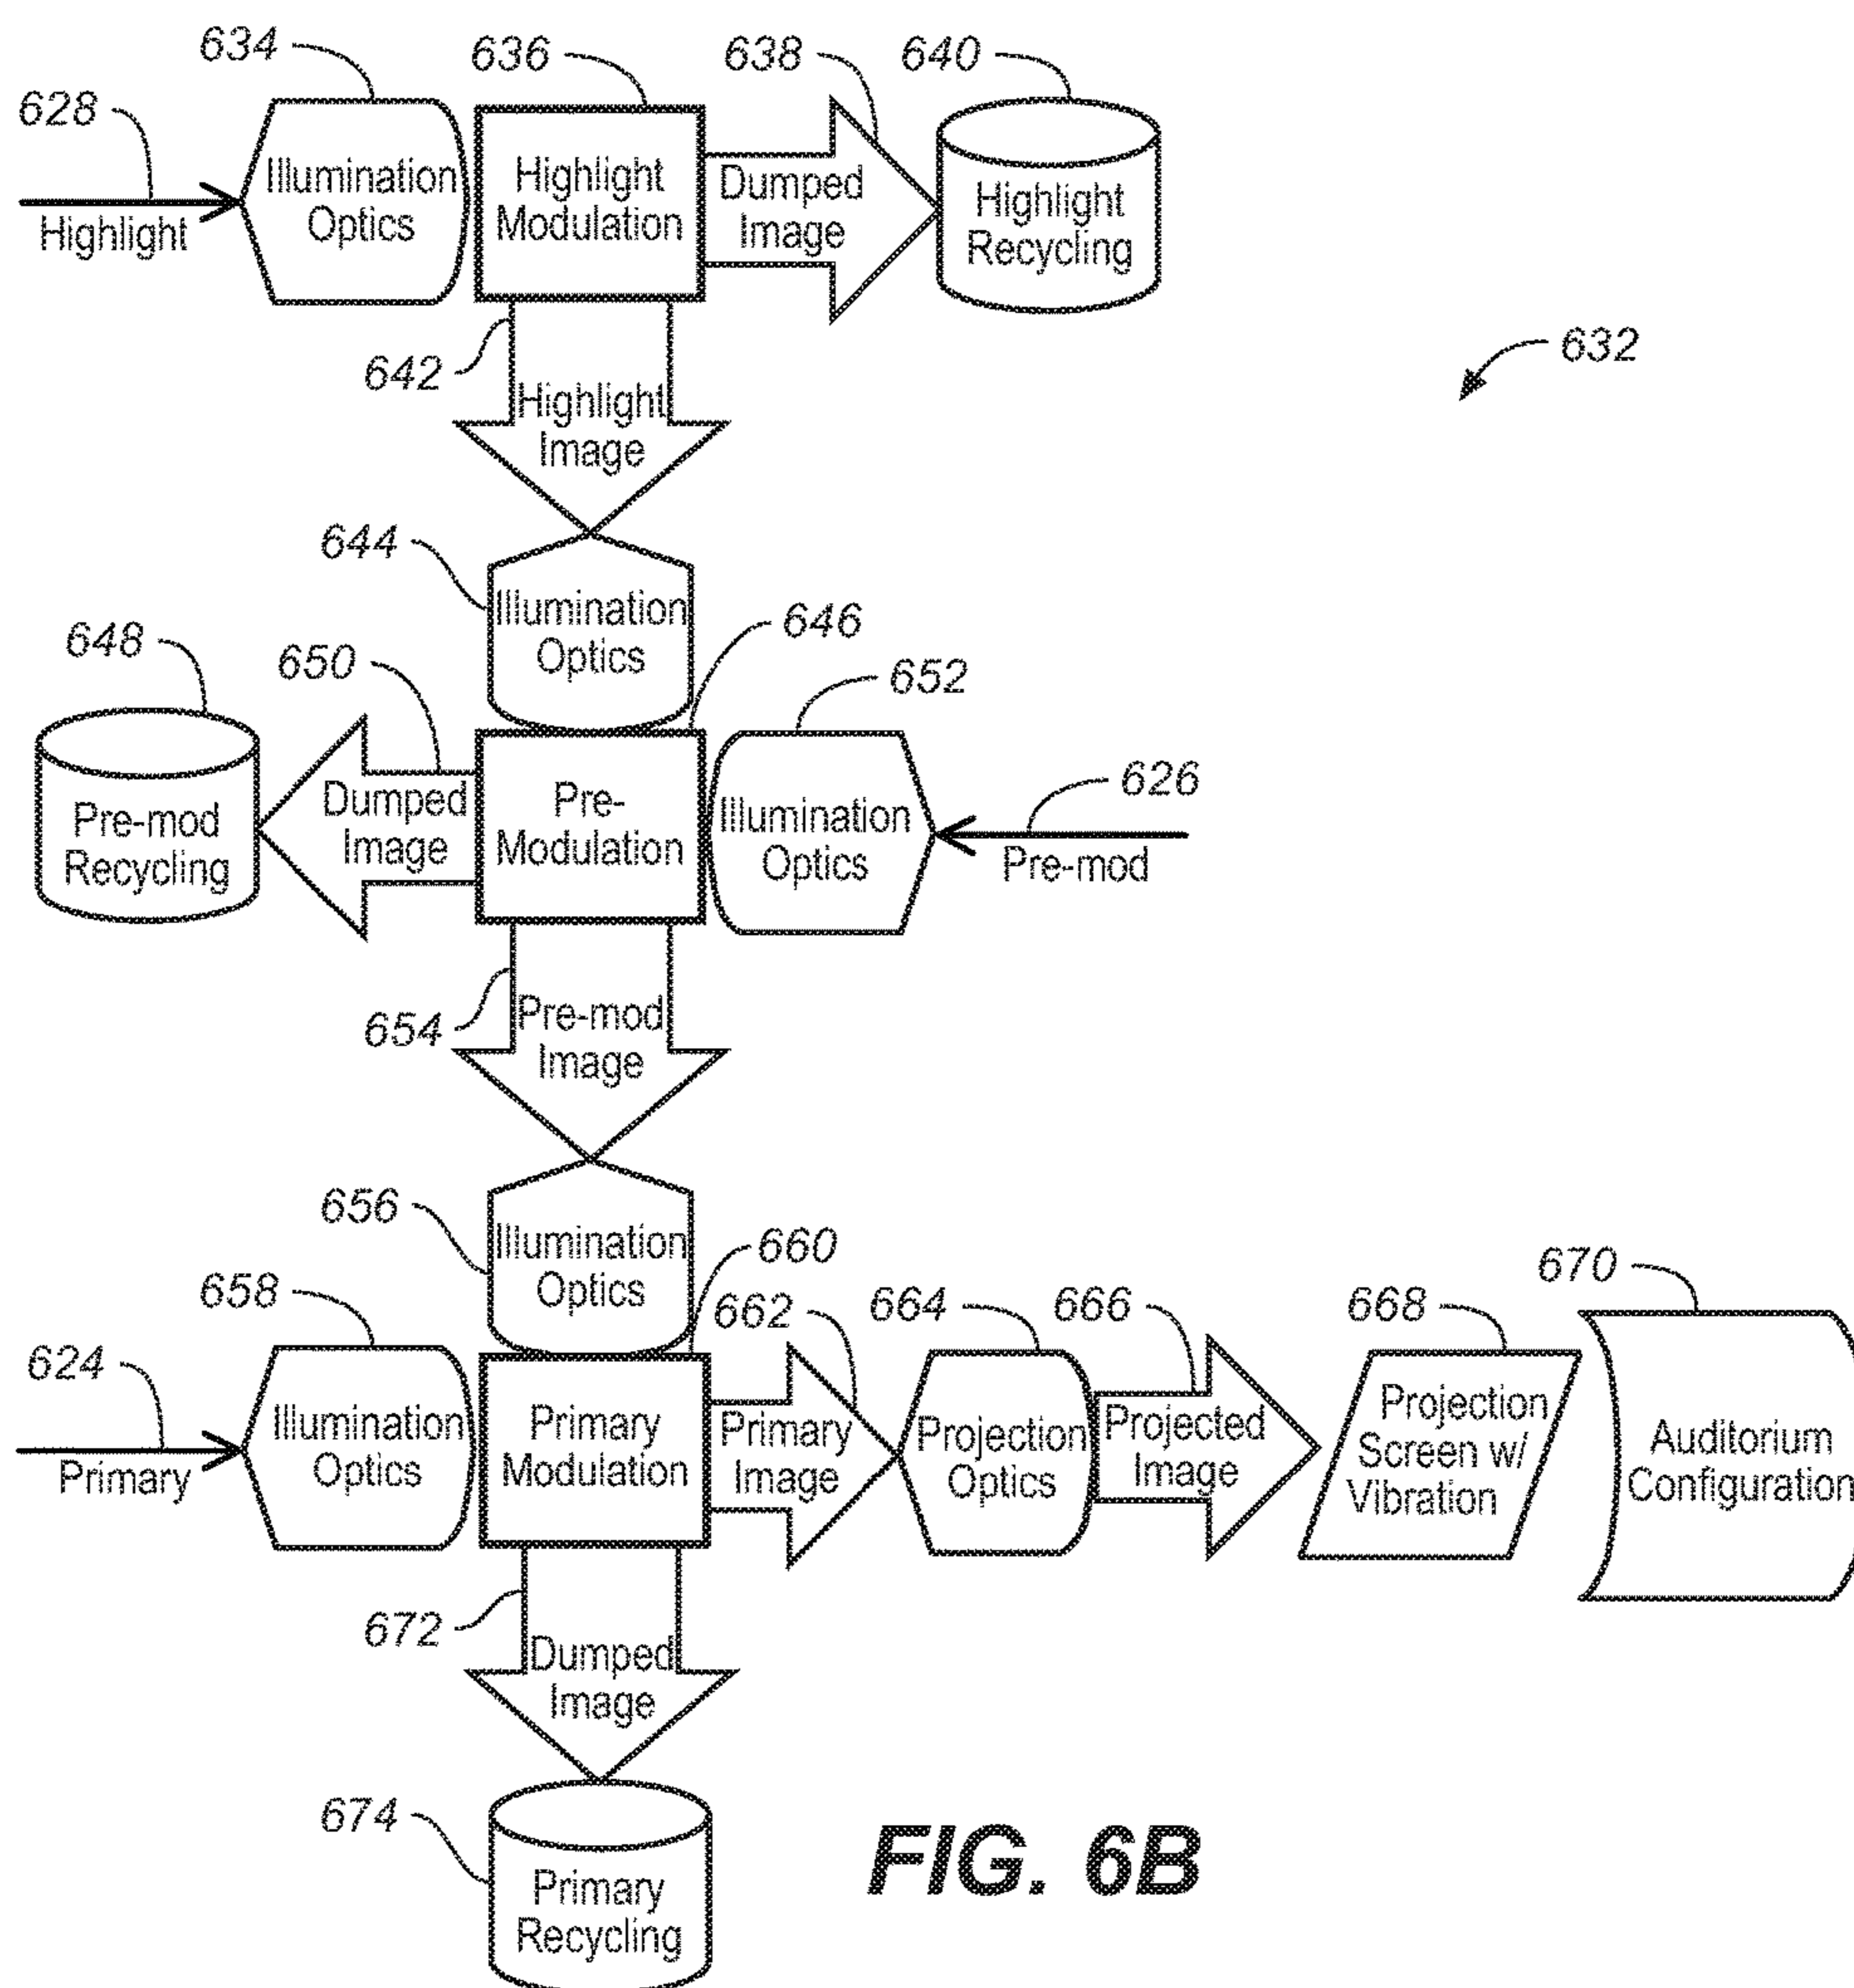 634
636
638
640
628
Highlight
Illumination
Optics
Highlight
Modulation
Dumped
Image
Highlight
Recycling
632
642
Highlight
Image
644
Illumination
Optics
646
648
650
652
Pre-mod
Recycling
Dumped
Image
Pre-
Modulation
Illumination
Optics
626
Pre-mod
654
Pre-mod
Image
656
Illumination
Optics
660
658
662
664
666
668
670
624
Primary
Illumination
Optics
Primary
Modulation
Primary
Image
Projection
Optics
Projected
Image
Projection
Screen w/
Vibration
Auditorium
Configuration
672
Dumped
Image
674
Primary
Recycling
FIG. 6B